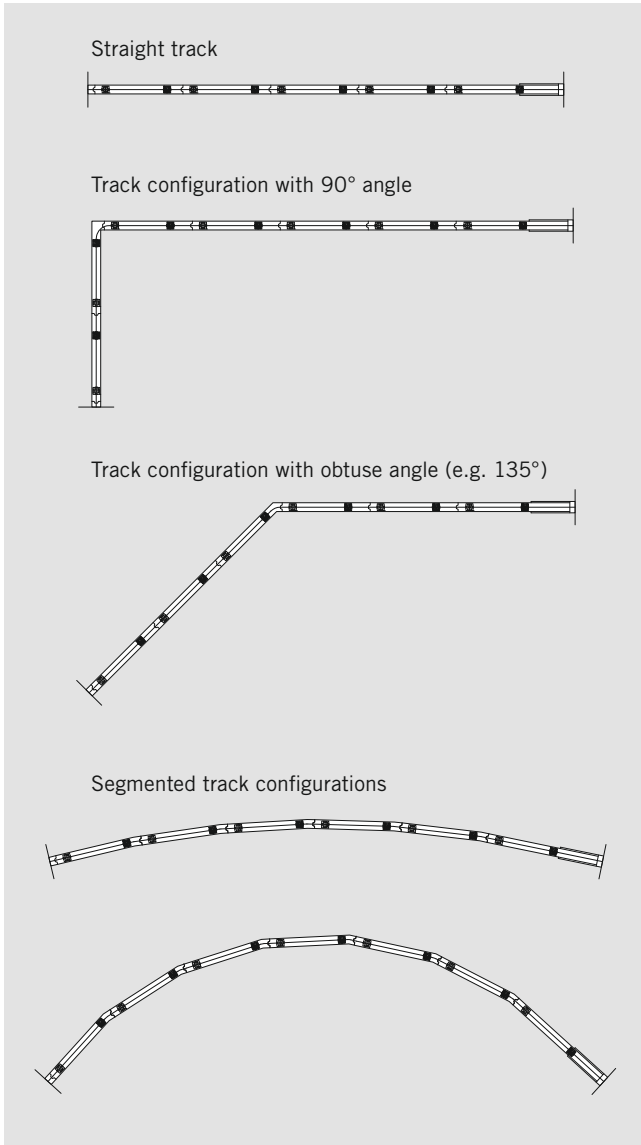 Straight track
Track configuration with 90° angle
Track configuration with obtuse angle (e.g. 135°)
Segmented track configurations